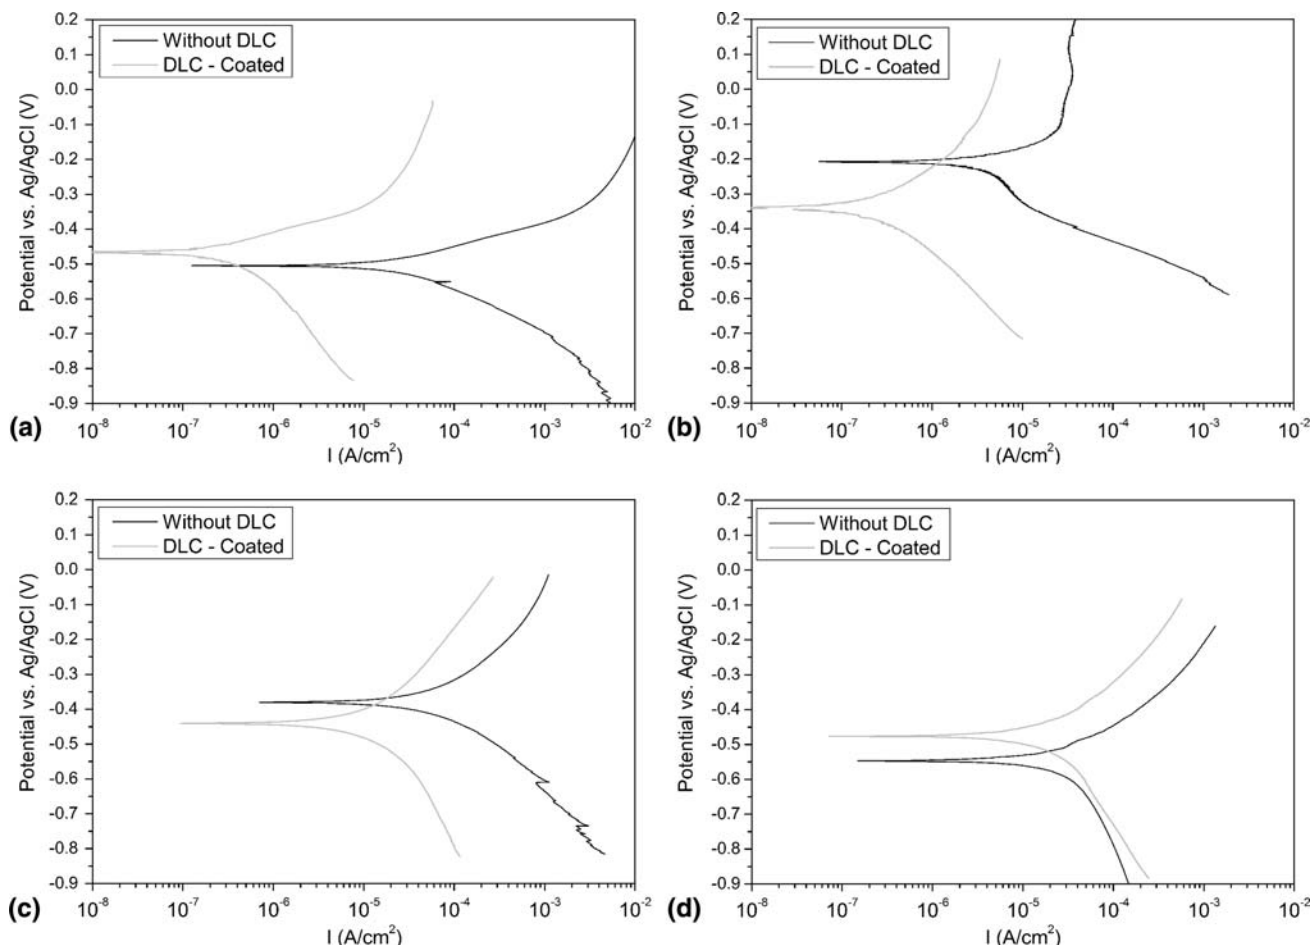 Without DLC
DLC - Coated
Potential vs. Ag/AgCl (V)
0.2
0.1
0.0
-0.1
-0.2
-0.3
-0.4
-0.5
-0.6
-0.7
-0.8
-0.9
10⁻⁸ 10⁻⁷ 10⁻⁶ 10⁻⁵ 10⁻⁴ 10⁻³ 10⁻²
I (A/cm²)
(a)
Without DLC
DLC - Coated
Potential vs. Ag/AgCl (V)
0.2
0.1
0.0
-0.1
-0.2
-0.3
-0.4
-0.5
-0.6
-0.7
-0.8
-0.9
10⁻⁸ 10⁻⁷ 10⁻⁶ 10⁻⁵ 10⁻⁴ 10⁻³ 10⁻²
I (A/cm²)
(b)
Without DLC
DLC - Coated
Potential vs. Ag/AgCl (V)
0.2
0.1
0.0
-0.1
-0.2
-0.3
-0.4
-0.5
-0.6
-0.7
-0.8
-0.9
10⁻⁸ 10⁻⁷ 10⁻⁶ 10⁻⁵ 10⁻⁴ 10⁻³ 10⁻²
I (A/cm²)
(c)
Without DLC
DLC - Coated
Potential vs. Ag/AgCl (V)
0.2
0.1
0.0
-0.1
-0.2
-0.3
-0.4
-0.5
-0.6
-0.7
-0.8
-0.9
10⁻⁸ 10⁻⁷ 10⁻⁶ 10⁻⁵ 10⁻⁴ 10⁻³ 10⁻²
I (A/cm²)
(d)